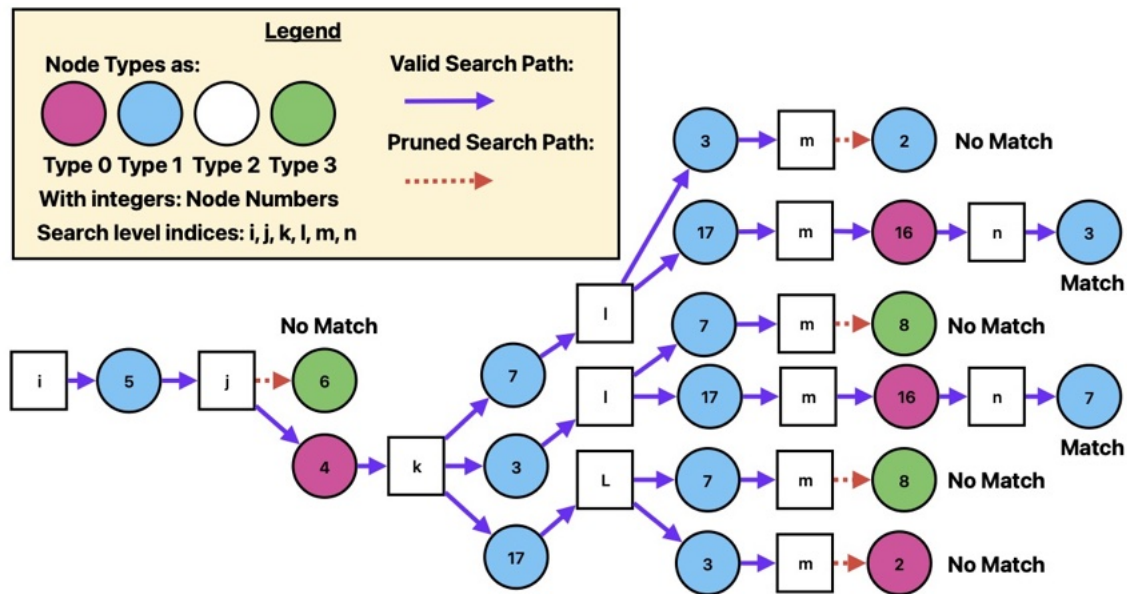 Legend
Node Types as:
Type 0 Type 1 Type 2 Type 3
With integers: Node Numbers
Search level indices: i, j, k, l, m, n
Valid Search Path:
Pruned Search Path:
3 m 2 No Match
17 m 16 n 3
Match
l
No Match
7 m 8 No Match
i 5 j 6
7
l 17 m 16 n 7
Match
4 k 3
L 7 m 8 No Match
17
3 m 2 No Match